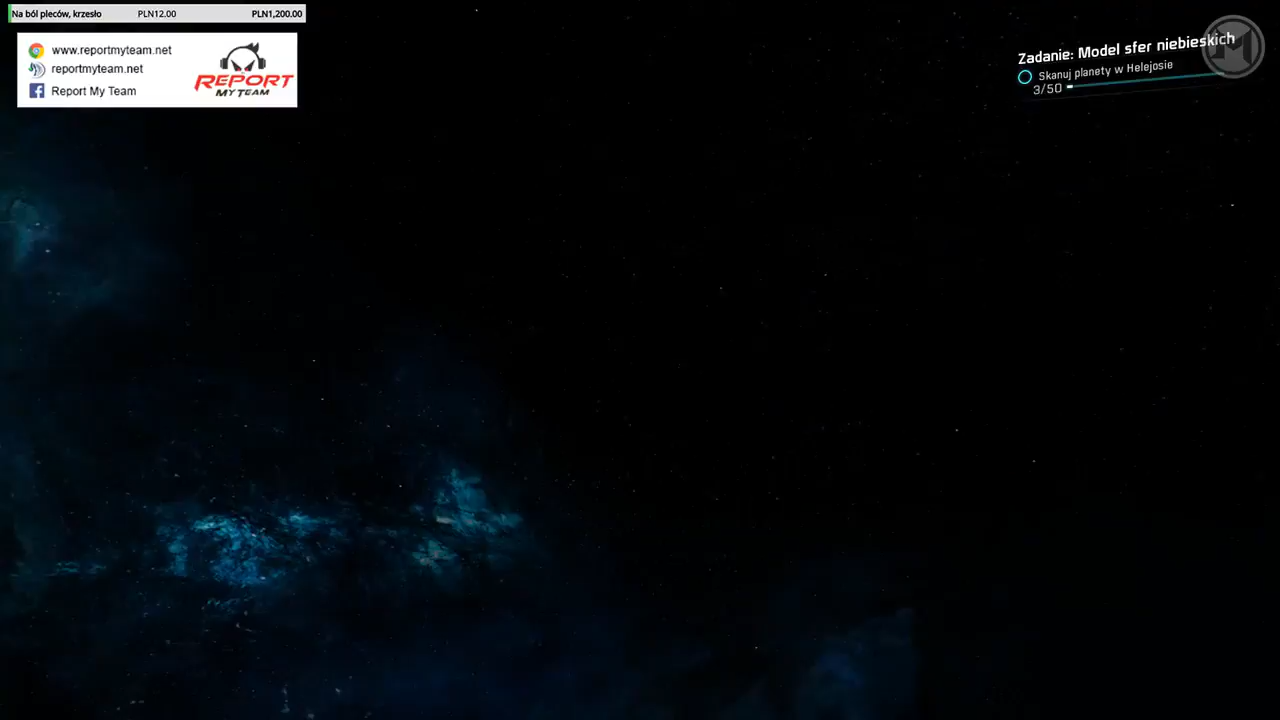 Na ból pleców, krzesło PLN12.00 PLN1,200.00
www.reportmyteam.net
reportmyteam.net
Report My Team
REPORT
MY TEAM
Zadanie: Model sfer niebieskich
Skanuj planety w Helejosie
3/50